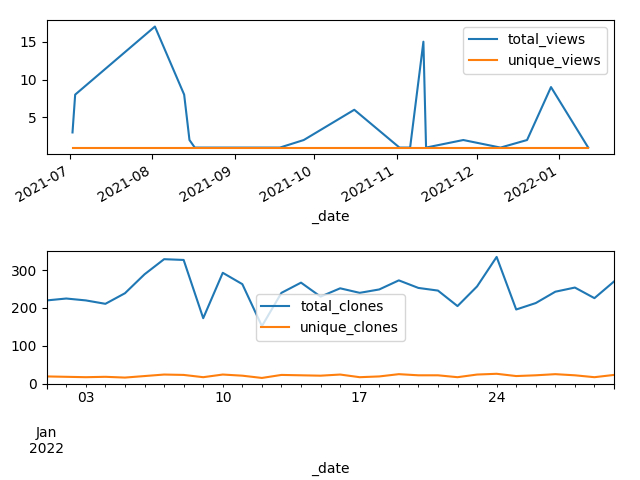 15
10
5
total_views
unique_views
2021-07
2021-08
2021-09
2021-10
2021-11
2021-12
2022-01
_date
300
200
100
0
total_clones
unique_clones
03
10
17
24
Jan
2022
_date